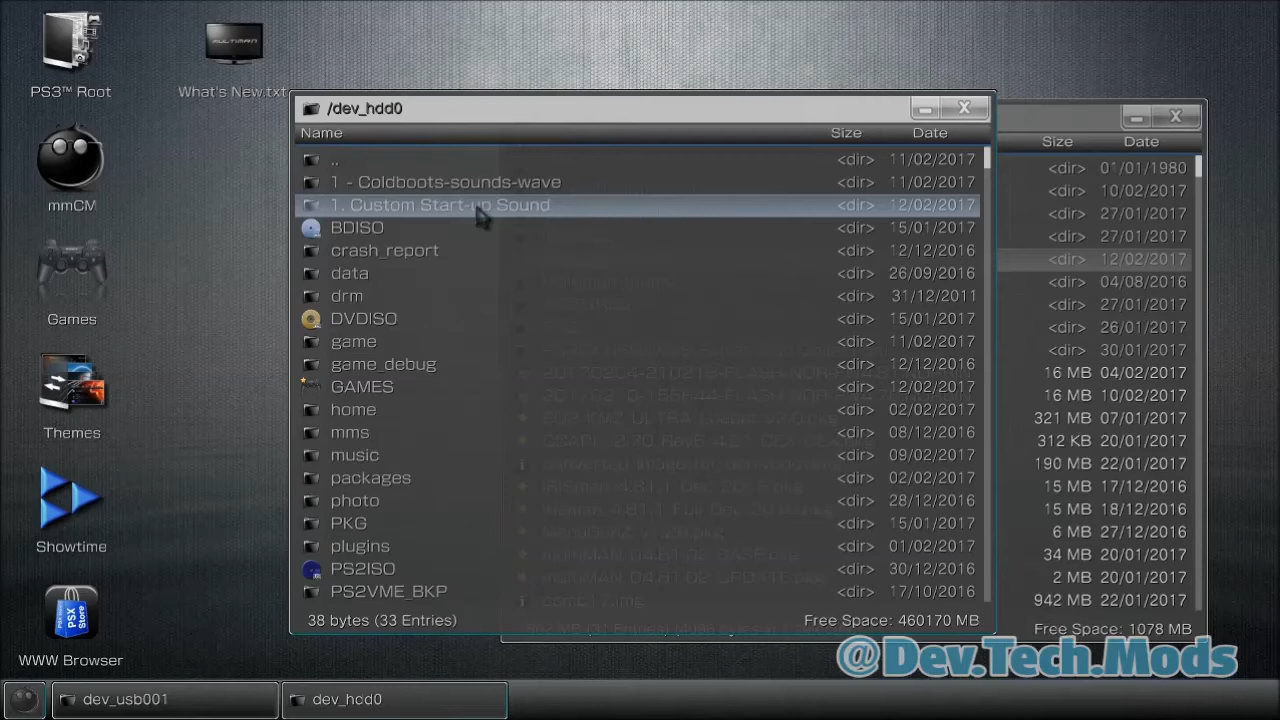 PS3™ Root
What's New.txt
mmCM
Games
Themes
Showtime
WWW Browser
MULTIMAN
PSX Store
/dev_hdd0
Name Size Date
.. <dir> 11/02/2017
1 - Coldboots-sounds-wave <dir> 11/02/2017
1. Custom Start-up Sound <dir> 12/02/2017
BDISO <dir> 15/01/2017
crash_report <dir> 12/12/2016
data <dir> 26/09/2016
drm <dir> 31/12/2011
DVDISO <dir> 15/01/2017
game <dir> 11/02/2017
game_debug <dir> 12/12/2016
GAMES <dir> 12/02/2017
home <dir> 02/02/2017
mms <dir> 08/12/2016
music <dir> 09/02/2017
packages <dir> 02/02/2017
photo <dir> 28/12/2016
PKG <dir> 15/01/2017
plugins <dir> 01/02/2017
PS2ISO <dir> 30/12/2016
PS2VME_BKP <dir> 17/10/2016
38 bytes (33 Entries) Free Space: 460170 MB
Size Date
<dir> 01/01/1980
<dir> 10/02/2017
<dir> 27/01/2017
<dir> 27/01/2017
<dir> 12/02/2017
<dir> 04/08/2016
<dir> 27/01/2017
<dir> 26/01/2017
<dir> 30/01/2017
16 MB 04/02/2017
16 MB 10/02/2017
321 MB 07/01/2017
312 KB 20/01/2017
190 MB 22/01/2017
15 MB 17/12/2016
15 MB 18/12/2016
6 MB 27/12/2016
34 MB 20/01/2017
2 MB 20/01/2017
942 MB 22/01/2017
Free Space: 1078 MB
@Dev.Tech.Mods
dev_usb001
dev_hdd0